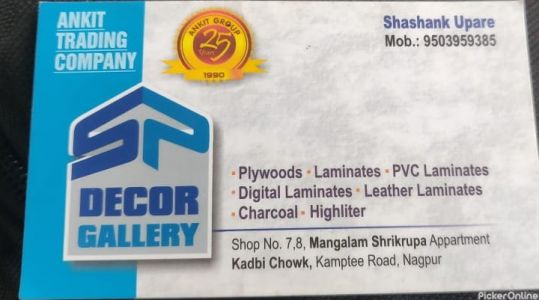 ANKIT
TRADING
COMPANY
ANKIT GROUP
25
Years
1990
Shashank Upare
Mob.: 9503959385
SP
DECOR
GALLERY
• Plywoods • Laminates • PVC Laminates
• Digital Laminates • Leather Laminates
• Charcoal • Highliter
Shop No. 7,8, Mangalam Shrikrupa Appartment
Kadbi Chowk, Kamptee Road, Nagpur
PickerOnline